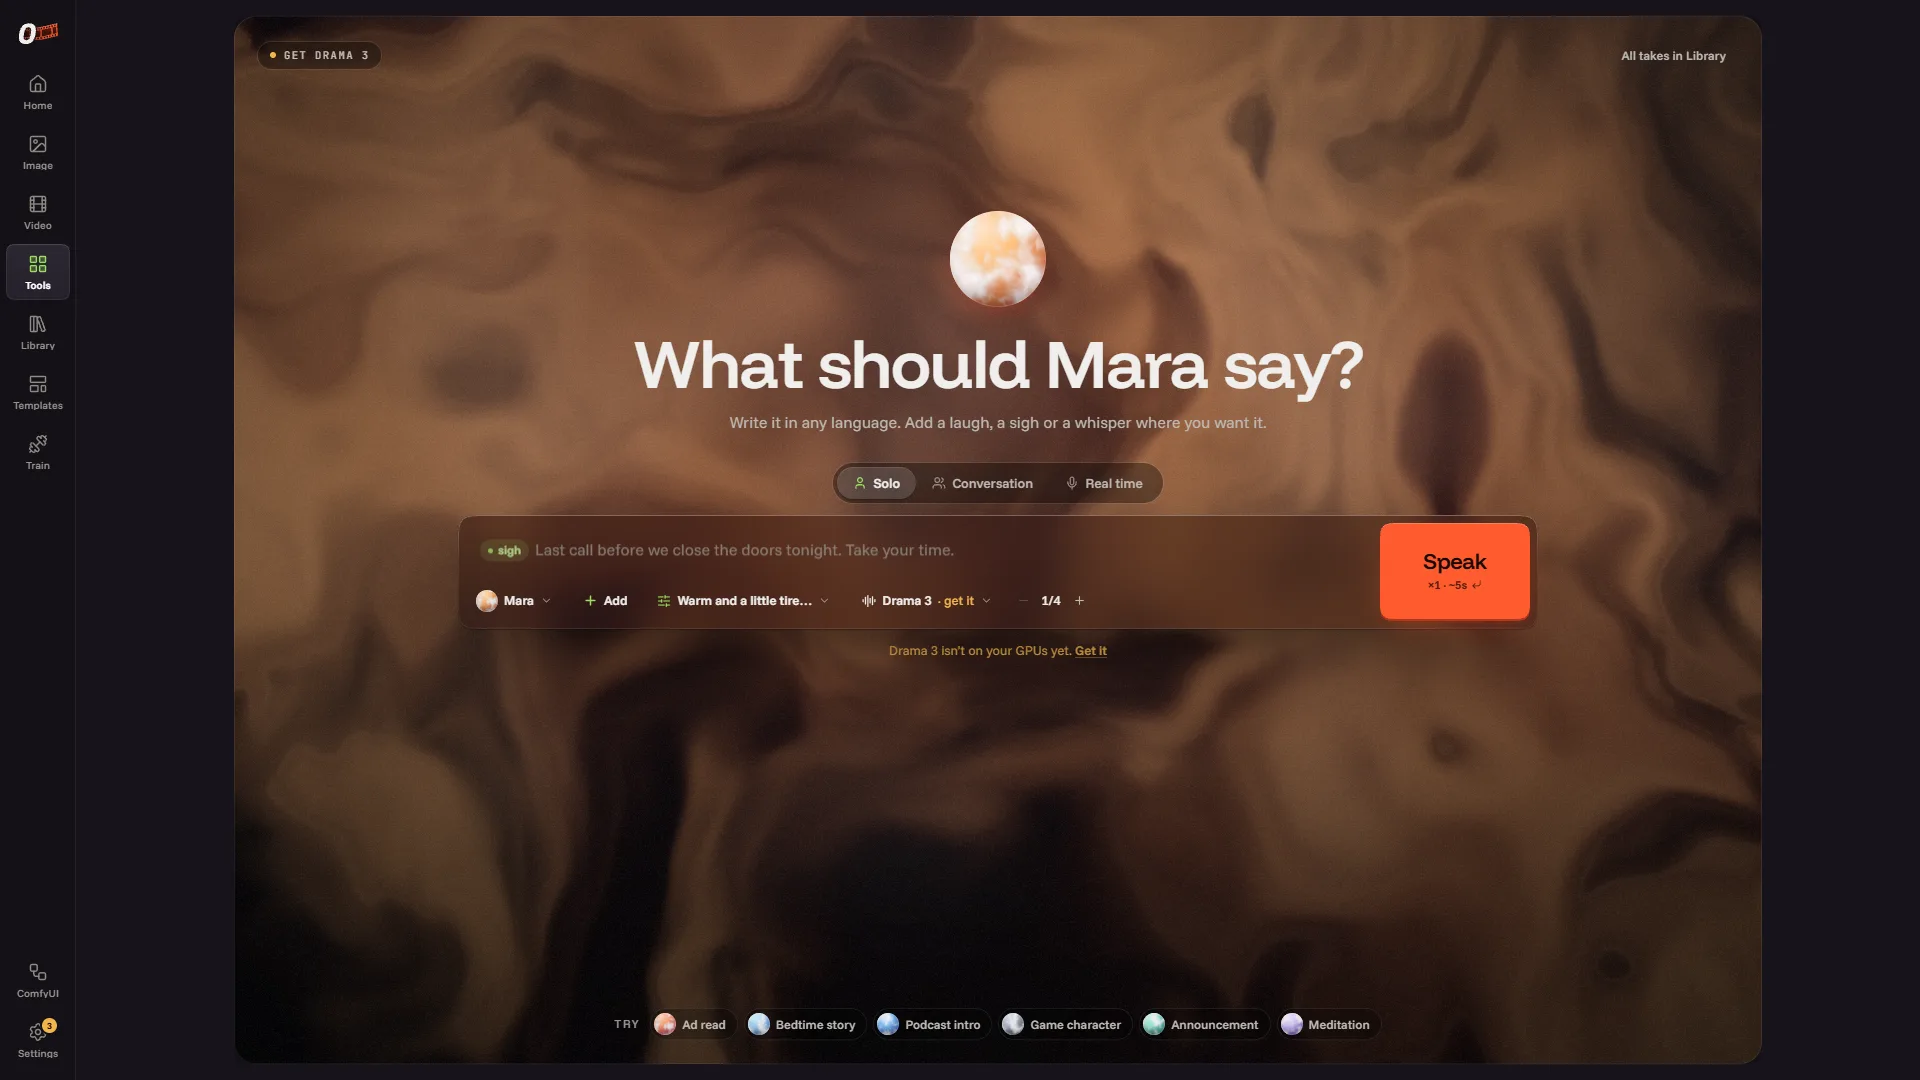 GET DRAMA 3
All takes in Library
Home
Image
Video
Tools
Library
Templates
Train
ComfyUI
3
Settings
What should Mara say?
Write it in any language. Add a laugh, a sigh or a whisper where you want it.
Solo Conversation Real time
sigh Last call before we close the doors tonight. Take your time.
Mara Add Warm and a little tire... Drama 3 · get it 1/4
Speak
×1 · ~5s
Drama 3 isn't on your GPUs yet. Get it
TRY Ad read Bedtime story Podcast intro Game character Announcement Meditation